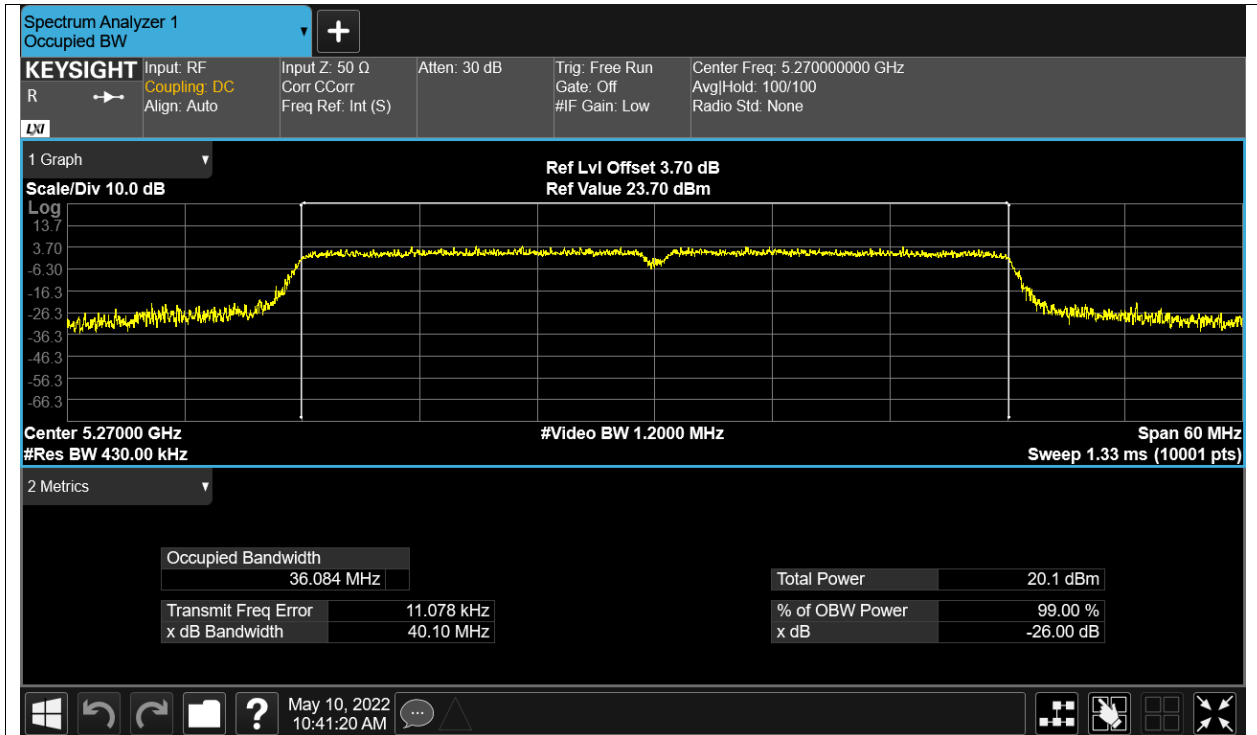 Spectrum Analyzer 1
Occupied BW
KEYSIGHT
R
LXI
Input: RF
Coupling: DC
Align: Auto
Input Z: 50 Ω
Corr CCorr
Freq Ref: Int (S)
Atten: 30 dB
Trig: Free Run
Gate: Off
#IF Gain: Low
Center Freq: 5.270000000 GHz
Avg|Hold: 100/100
Radio Std: None
1 Graph
Scale/Div 10.0 dB
Ref Lvl Offset 3.70 dB
Ref Value 23.70 dBm
Log
13.7
3.70
-6.30
-16.3
-26.3
-36.3
-46.3
-56.3
-66.3
Center 5.27000 GHz
#Video BW 1.2000 MHz
Span 60 MHz
#Res BW 430.00 kHz
Sweep 1.33 ms (10001 pts)
2 Metrics
Occupied Bandwidth
36.084 MHz
Total Power 20.1 dBm
Transmit Freq Error 11.078 kHz
% of OBW Power 99.00 %
x dB Bandwidth 40.10 MHz
x dB -26.00 dB
?
May 10, 2022
10:41:20 AM